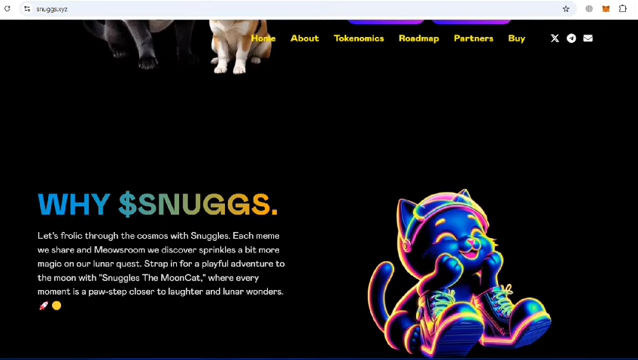 snuggs.xyz
Home About Tokenomics Roadmap Partners Buy
WHY $SNUGGS.
Let's frolic through the cosmos with Snuggles. Each meme
we share and Meowsroom we discover sprinkles a bit more
magic on our lunar quest. Strap in for a playful adventure to
the moon with "Snuggles The MoonCat," where every
moment is a paw-step closer to laughter and lunar wonders.
🚀 🌕